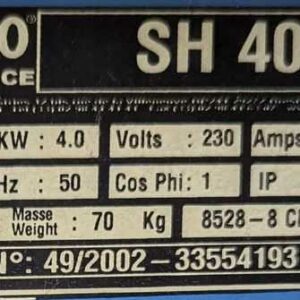 O SH 40
CE
KW : 4.0 Volts : 230 Amps
Hz : 50 Cos Phi : 1 IP
Masse
Weight : 70 Kg 8528-8 C
N°: 49/2002-33554193